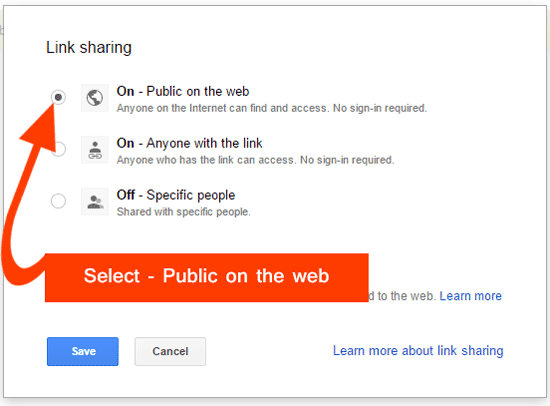 Link sharing
On - Public on the web
Anyone on the Internet can find and access. No sign-in required.
On - Anyone with the link
Anyone who has the link can access. No sign-in required.
Off - Specific people
Shared with specific people.
Select - Public on the web
d to the web. Learn more
Save
Cancel
Learn more about link sharing